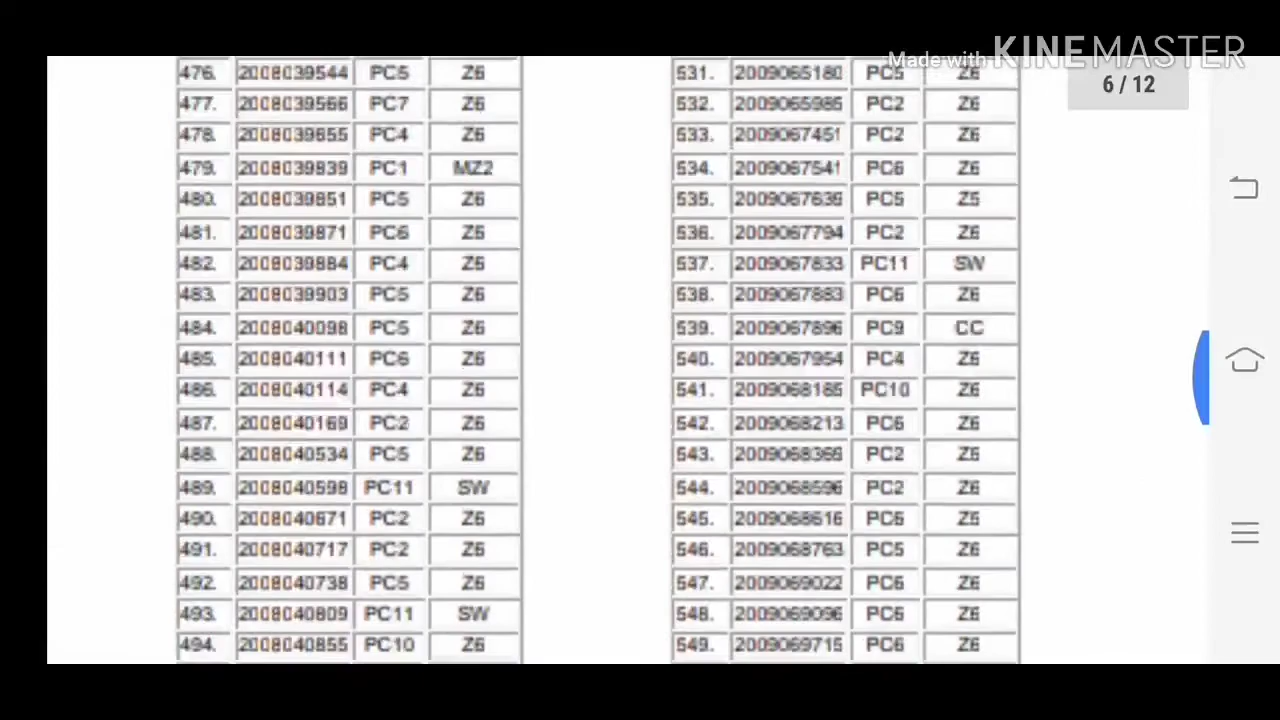 Made with KINEMASTER
6 / 12
476. 2008039544 PC5 Z6
477. 2008039566 PC7 Z6
478. 2008039655 PC4 Z6
479. 2008039839 PC1 MZ2
480. 2008039851 PC5 Z6
481. 2008039871 PC6 Z6
482. 2008039884 PC4 Z6
483. 2008039903 PC5 Z6
484. 2008040098 PC5 Z6
485. 2008040111 PC6 Z6
486. 2008040114 PC4 Z6
487. 2008040169 PC2 Z6
488. 2008040534 PC5 Z6
489. 2008040598 PC11 SW
490. 2008040671 PC2 Z6
491. 2008040717 PC2 Z6
492. 2008040738 PC5 Z6
493. 2008040809 PC11 SW
494. 2008040855 PC10 Z6
531. 2009065180 PC5 Z6
532. 2009065985 PC2 Z6
533. 2009067451 PC2 Z6
534. 2009067541 PC6 Z6
535. PC5 Z5
536. 2009067794 PC2 Z6
537. 2009067833 PC11 SW
538. 2009067883 PC6 Z6
539. 2009067896 PC9 CC
540. 2009067954 PC4 Z6
541. PC10 Z6
542. 2009068213 PC6 Z6
543. PC2 Z6
544. 2009068596 PC2 Z6
545. 2009068616 Z6
546. 2009068763 PC5 Z6
547. 2009069022 PC6 Z6
548. 2009069096 Z6
549. 2009069715 PC6 Z6